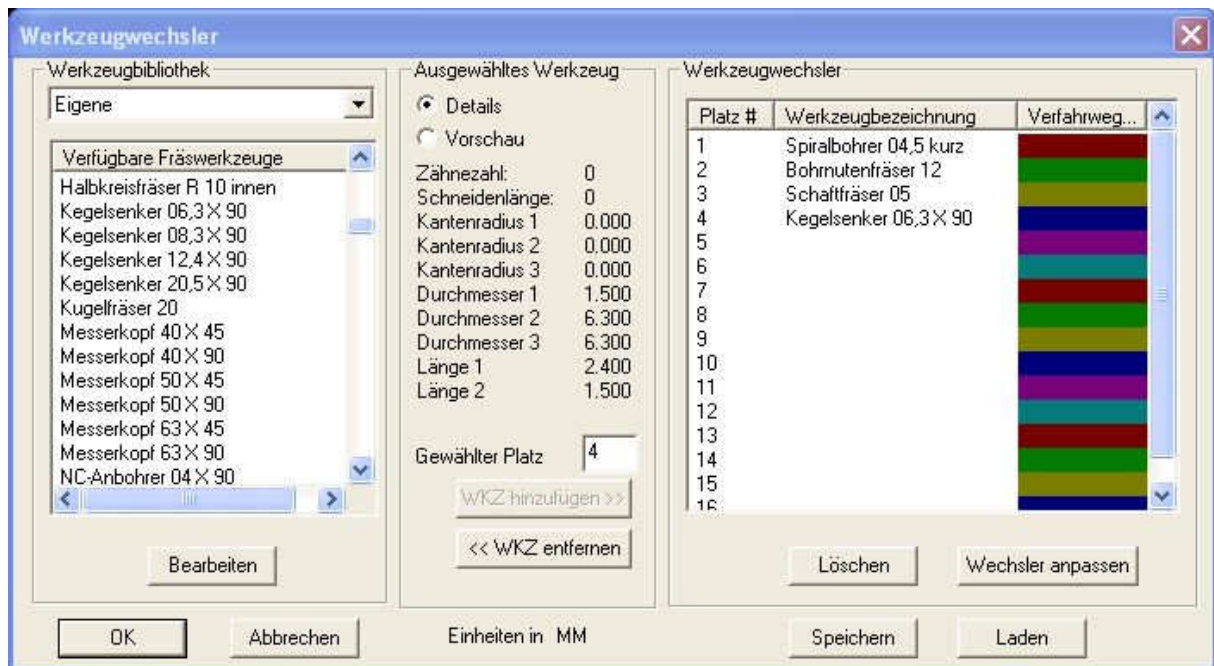 Werkzeugwechsler
Werkzeugbibliothek
Eigene
Verfügbare Fräswerkzeuge
Halbkreisfräser R 10 innen
Kegelsenker 06,3 X 90
Kegelsenker 08,3 X 90
Kegelsenker 12,4 X 90
Kegelsenker 20,5 X 90
Kugelfräser 20
Messerkopf 40 X 45
Messerkopf 40 X 90
Messerkopf 50 X 45
Messerkopf 50 X 90
Messerkopf 63 X 45
Messerkopf 63 X 90
NC-Anbohrer 04 X 90
Bearbeiten
Ausgewähltes Werkzeug
Details
Vorschau
Zähnezahl: 0
Schneidenlänge: 0
Kantenradius 1 0.000
Kantenradius 2 0.000
Kantenradius 3 0.000
Durchmesser 1 1.500
Durchmesser 2 6.300
Durchmesser 3 6.300
Länge 1 2.400
Länge 2 1.500
Gewählter Platz 4
WKZ hinzufügen >>
<< WKZ entfernen
Werkzeugwechsler
Platz # Werkzeugbezeichnung Verfahrweg...
1 Spiralbohrer 04,5 kurz
2 Bohrnutenfräser 12
3 Schaftfräser 05
4 Kegelsenker 06,3 X 90
5
6
7
8
9
10
11
12
13
14
15
16
Löschen Wechsler anpassen
OK Abbrechen Einheiten in MM Speichern Laden